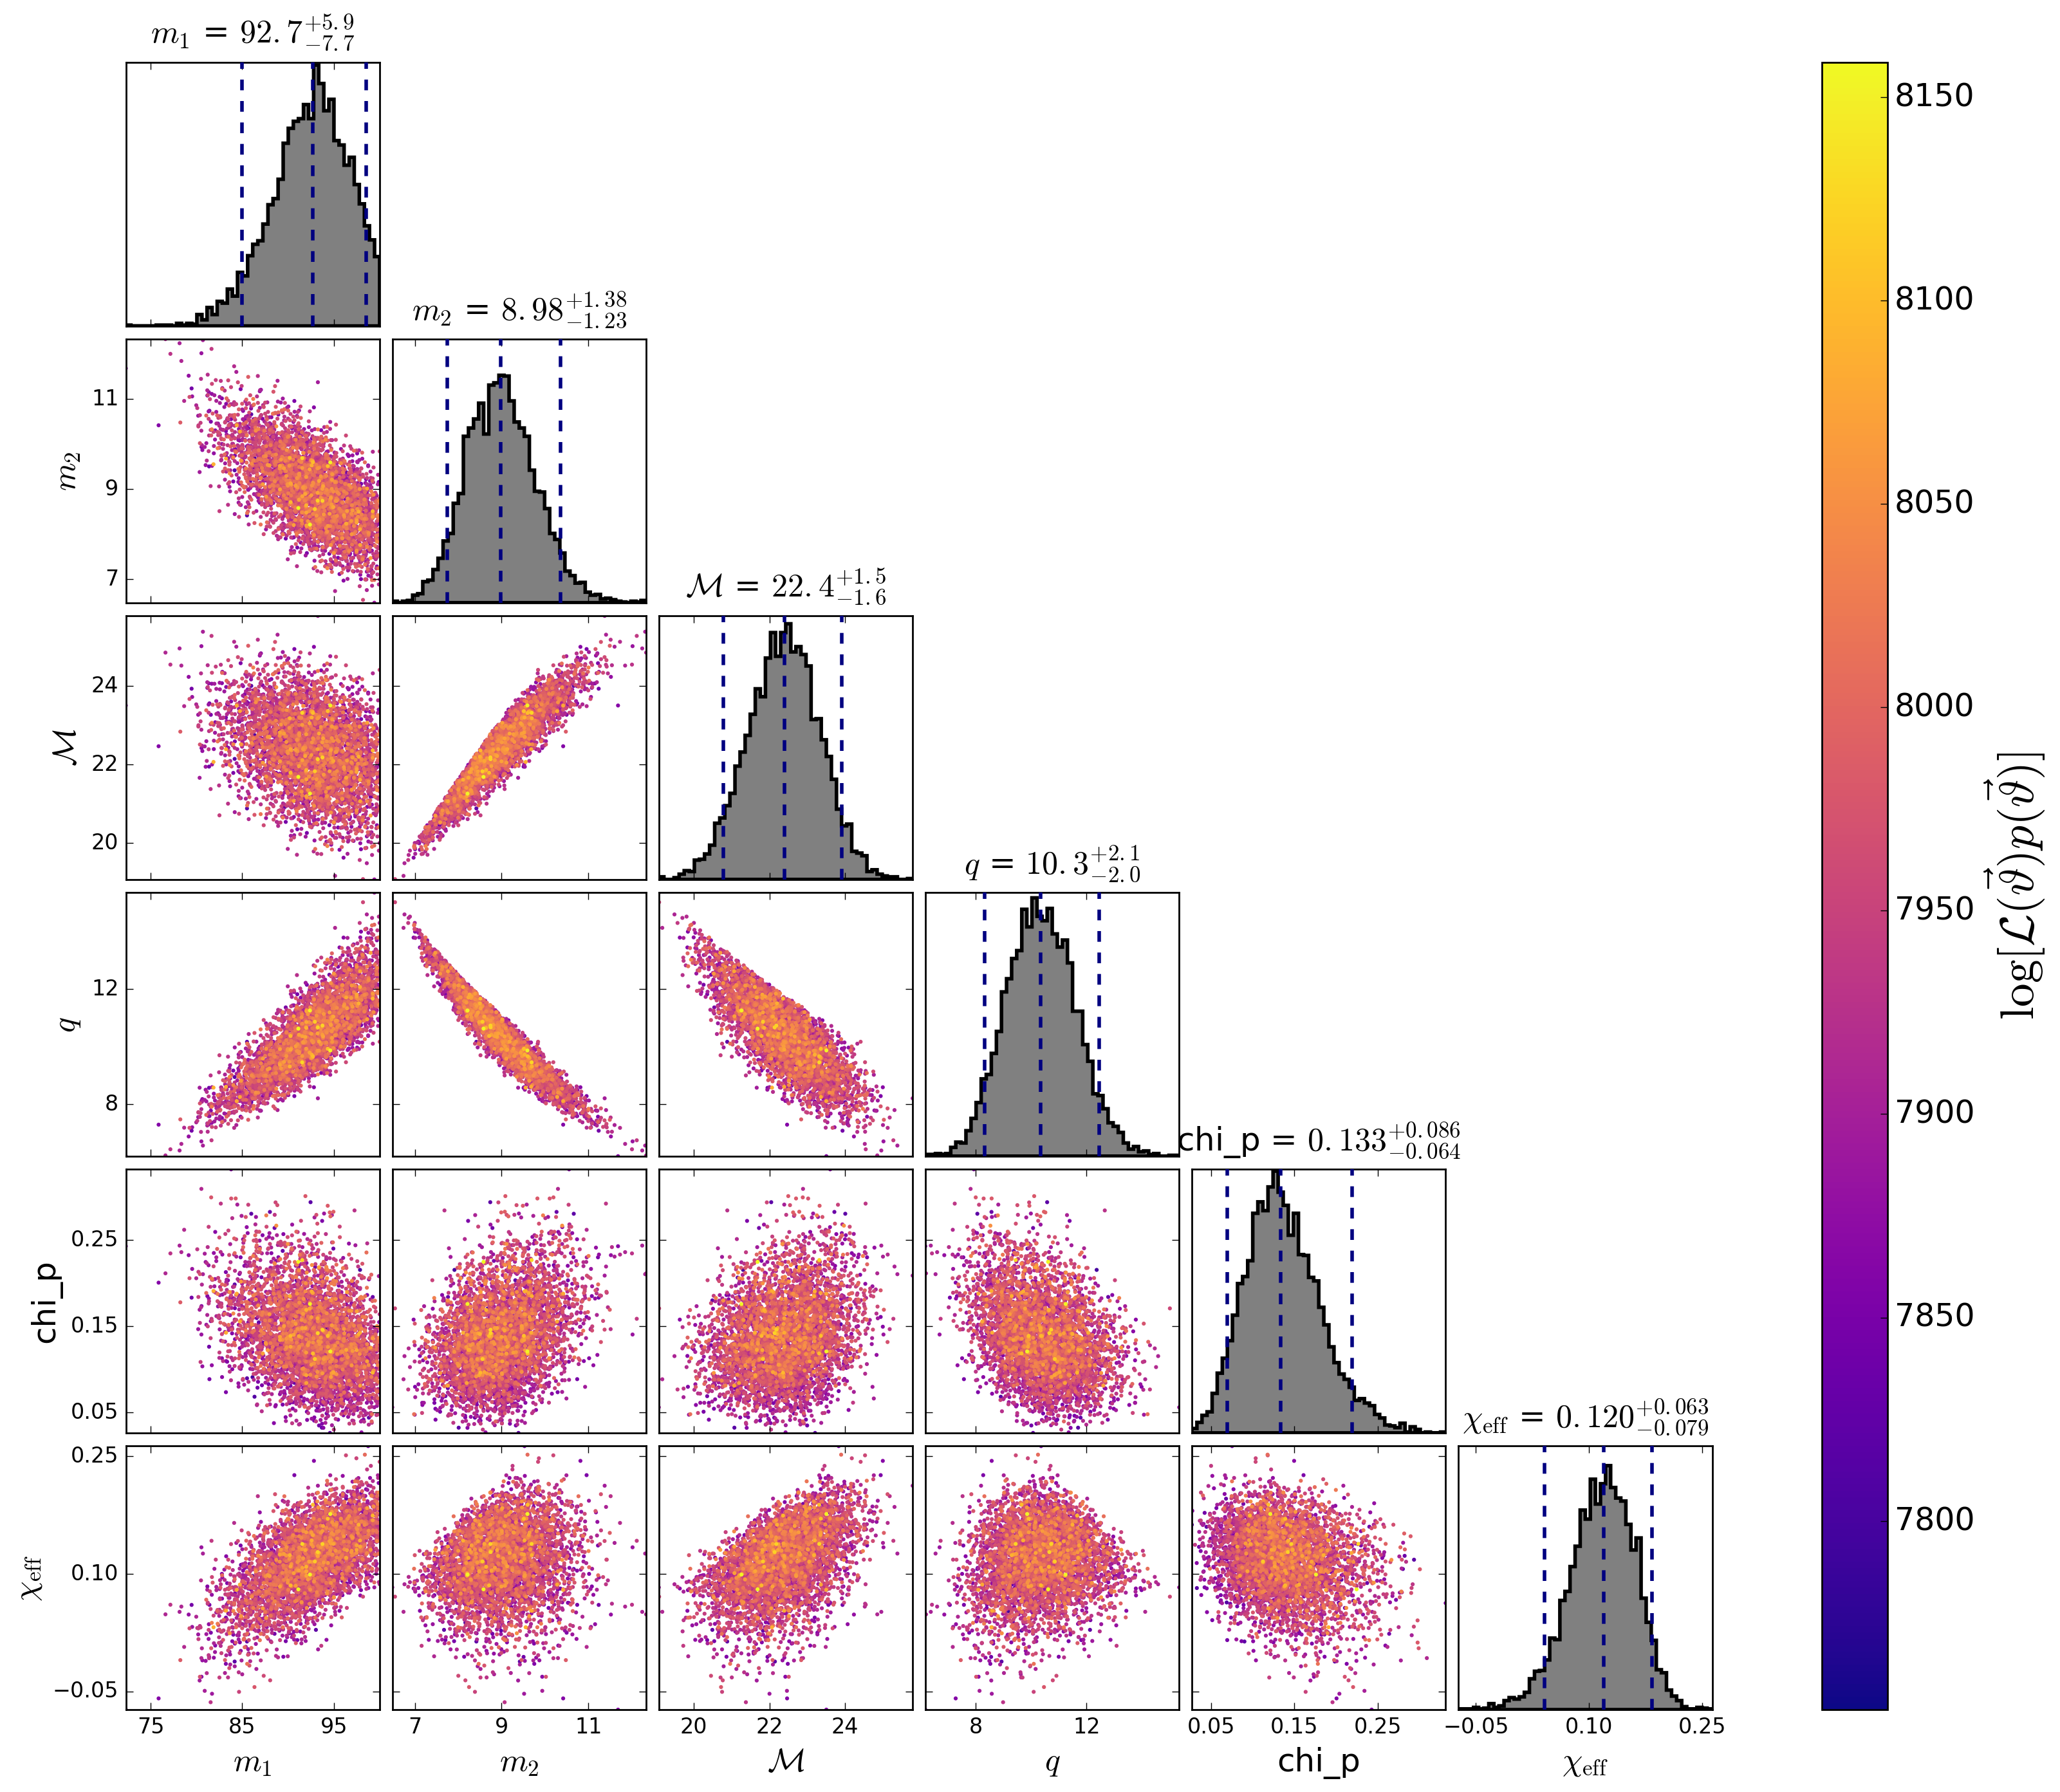 m₁ = 92.7⁺⁵·⁹₋₇.₇
8150
m₂ = 8.98⁺¹·³⁸₋₁.₂₃
8100
11
m₂
9
7
8050
ℳ = 22.4⁺¹·⁵₋₁.₆
24
ℳ
22
20
8000
q = 10.3⁺²·¹₋₂.₀
7950
12
q
8
log[ℒ(ϑ⃗)p(ϑ⃗)]
7900
chi_p = 0.133⁺⁰·⁰⁸⁶₋₀.₀₆₄
0.25
chi_p
0.15
0.05
7850
χeff = 0.120⁺⁰·⁰⁶³₋₀.₀₇₉
7800
0.25
χeff
0.10
−0.05
75 85 95 7 9 11 20 22 24 8 12 0.05 0.15 0.25 −0.05 0.10 0.25
m₁ m₂ ℳ q chi_p χeff